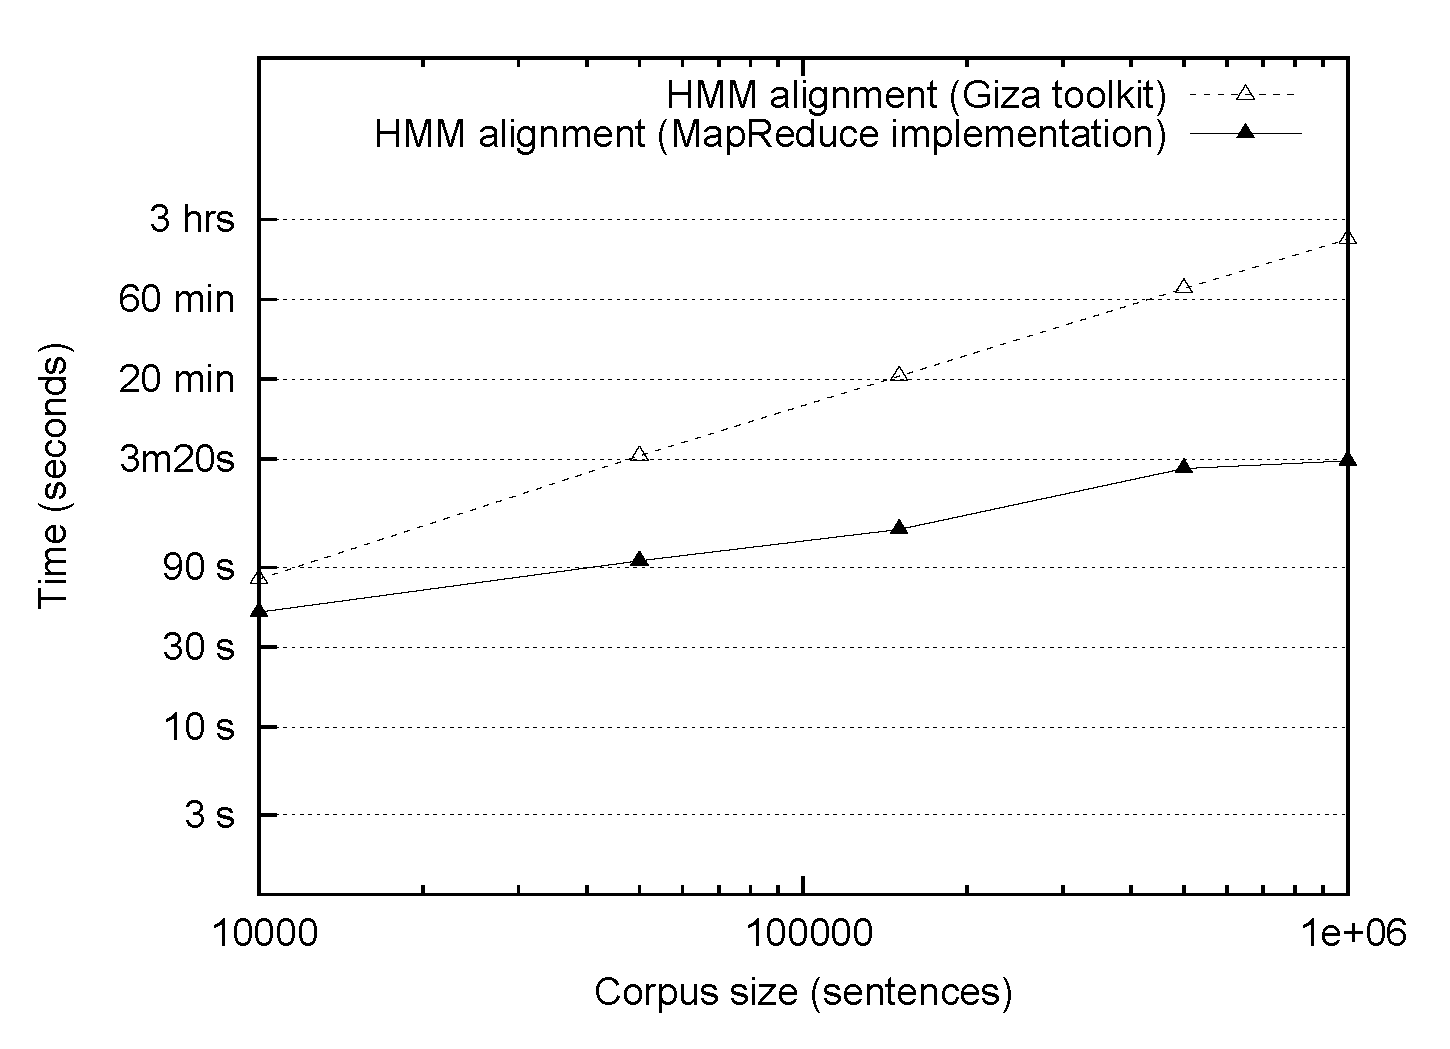 HMM alignment (Giza toolkit)
HMM alignment (MapReduce implementation)
3 hrs
60 min
20 min
3m20s
90 s
30 s
10 s
3 s
Time (seconds)
10000 100000 1e+06
Corpus size (sentences)